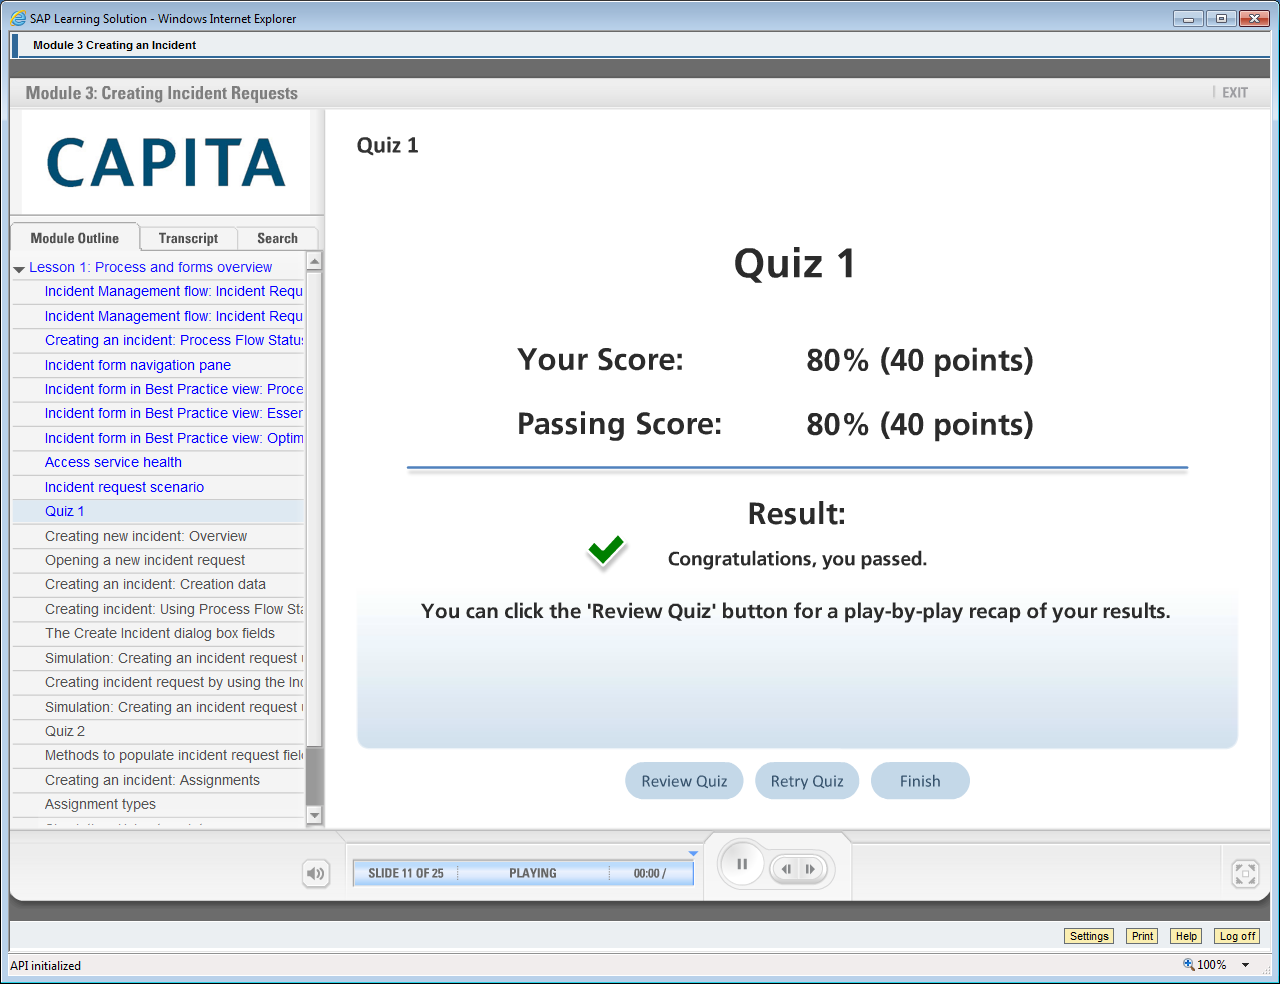 SAP Learning Solution - Windows Internet Explorer
Module 3 Creating an Incident
Module 3: Creating Incident Requests
EXIT
CAPITA
Module Outline
Transcript
Search
Lesson 1: Process and forms overview
Incident Management flow: Incident Requ
Incident Management flow: Incident Requ
Creating an incident: Process Flow Statu
Incident form navigation pane
Incident form in Best Practice view: Proce
Incident form in Best Practice view: Esser
Incident form in Best Practice view: Optim
Access service health
Incident request scenario
Quiz 1
Creating new incident: Overview
Opening a new incident request
Creating an incident: Creation data
Creating incident: Using Process Flow Sta
The Create Incident dialog box fields
Simulation: Creating an incident request
Creating incident request by using the Inc
Simulation: Creating an incident request
Quiz 2
Methods to populate incident request fiel
Creating an incident: Assignments
Assignment types
Quiz 1
Quiz 1
Your Score: 80% (40 points)
Passing Score: 80% (40 points)
Result:
Congratulations, you passed.
You can click the 'Review Quiz' button for a play-by-play recap of your results.
Review Quiz
Retry Quiz
Finish
SLIDE 11 OF 25
PLAYING
00:00 /
Settings
Print
Help
Log off
API initialized
100%